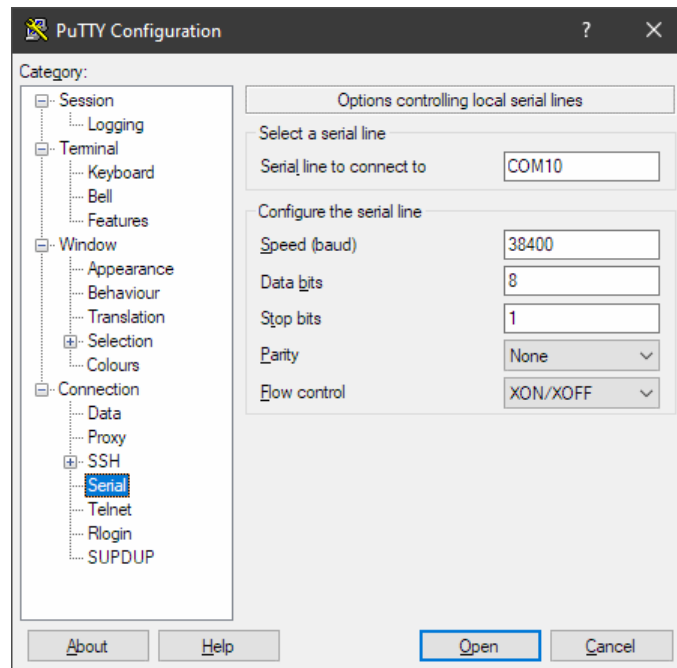 PuTTY Configuration ? ×
Category:
Session
Logging
Terminal
Keyboard
Bell
Features
Window
Appearance
Behaviour
Translation
Selection
Colours
Connection
Data
Proxy
SSH
Serial
Telnet
Rlogin
SUPDUP
Options controlling local serial lines
Select a serial line
Serial line to connect to COM10
Configure the serial line
Speed (baud) 38400
Data bits 8
Stop bits 1
Parity None
Flow control XON/XOFF
About Help Open Cancel